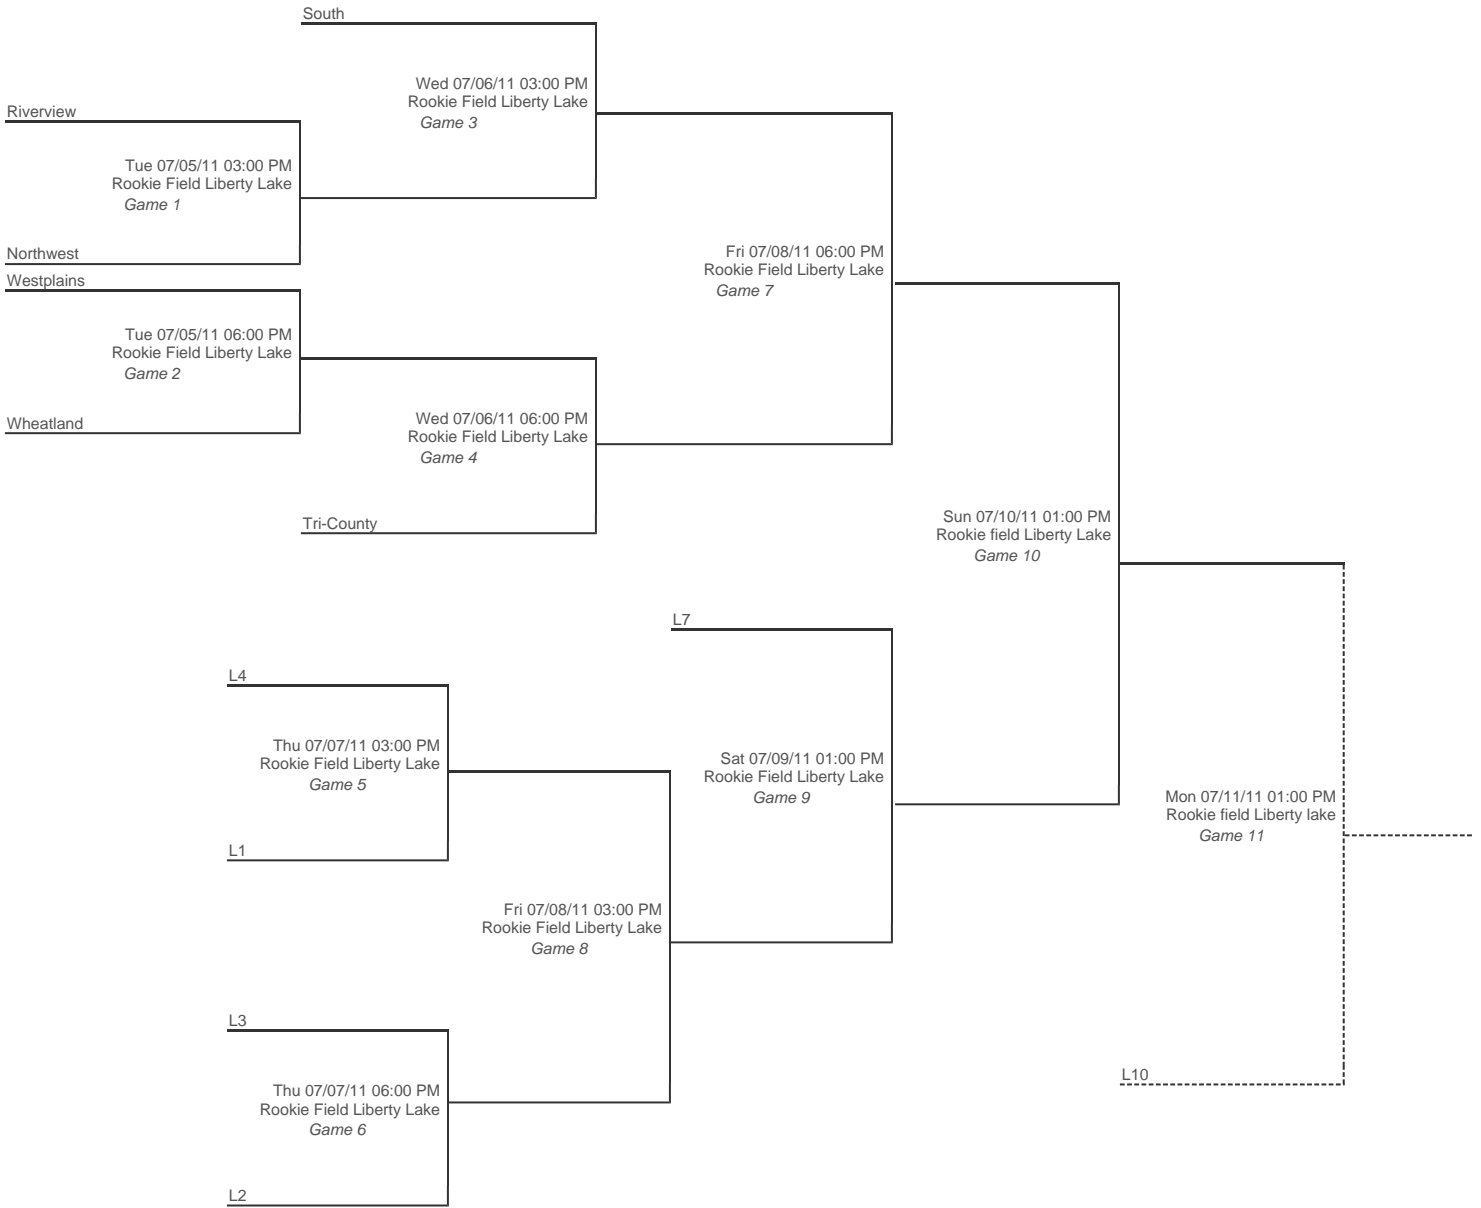 South
Wed 07/06/11 03:00 PM
Rookie Field Liberty Lake
Game 3
Riverview
Tue 07/05/11 03:00 PM
Rookie Field Liberty Lake
Game 1
Northwest
Westplains
Fri 07/08/11 06:00 PM
Rookie Field Liberty Lake
Game 7
Tue 07/05/11 06:00 PM
Rookie Field Liberty Lake
Game 2
Wheatland
Wed 07/06/11 06:00 PM
Rookie Field Liberty Lake
Game 4
Tri-County
Sun 07/10/11 01:00 PM
Rookie field Liberty Lake
Game 10
L7
L4
Thu 07/07/11 03:00 PM
Rookie Field Liberty Lake
Game 5
Sat 07/09/11 01:00 PM
Rookie Field Liberty Lake
Game 9
Mon 07/11/11 01:00 PM
Rookie field Liberty lake
Game 11
L1
Fri 07/08/11 03:00 PM
Rookie Field Liberty Lake
Game 8
L3
L10
Thu 07/07/11 06:00 PM
Rookie Field Liberty Lake
Game 6
L2